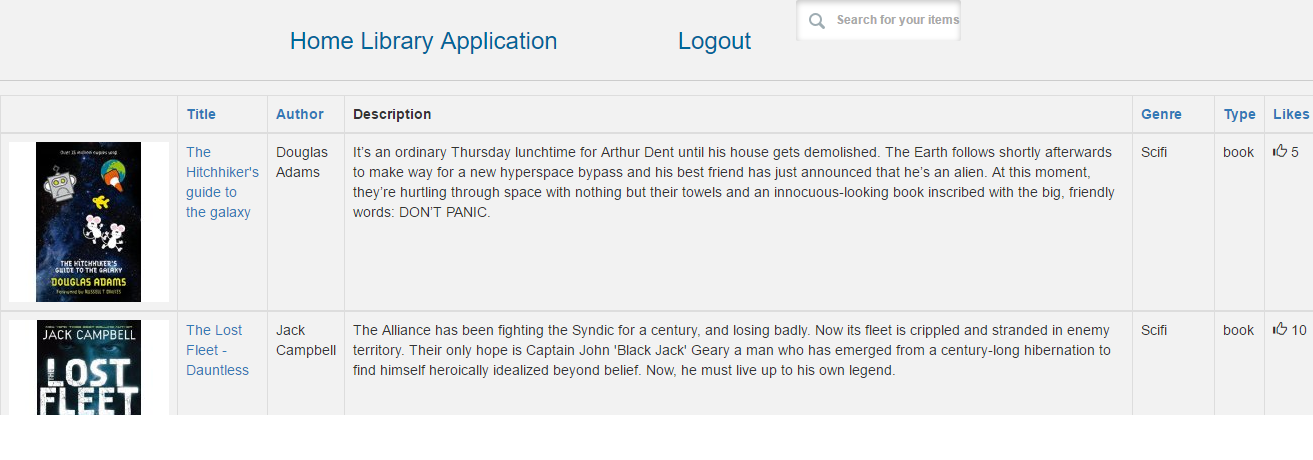 Search for your items
Home Library Application Logout
Title Author Description Genre Type Likes
The
Hitchhiker's
guide to
the galaxy
Douglas
Adams
It's an ordinary Thursday lunchtime for Arthur Dent until his house gets demolished. The Earth follows shortly afterwards
to make way for a new hyperspace bypass and his best friend has just announced that he's an alien. At this moment,
they're hurtling through space with nothing but their towels and an innocuous-looking book inscribed with the big, friendly
words: DON'T PANIC.
Scifi
book
5
THE HITCHHIKER'S
GUIDE TO THE GALAXY
DOUGLAS ADAMS
Foreword by RUSSELL T DAVIES
JACK CAMPBELL
THE
LOST
FLEET
The Lost
Fleet -
Dauntless
Jack
Campbell
The Alliance has been fighting the Syndic for a century, and losing badly. Now its fleet is crippled and stranded in enemy
territory. Their only hope is Captain John 'Black Jack' Geary a man who has emerged from a century-long hibernation to
find himself heroically idealized beyond belief. Now, he must live up to his own legend.
Scifi
book
10